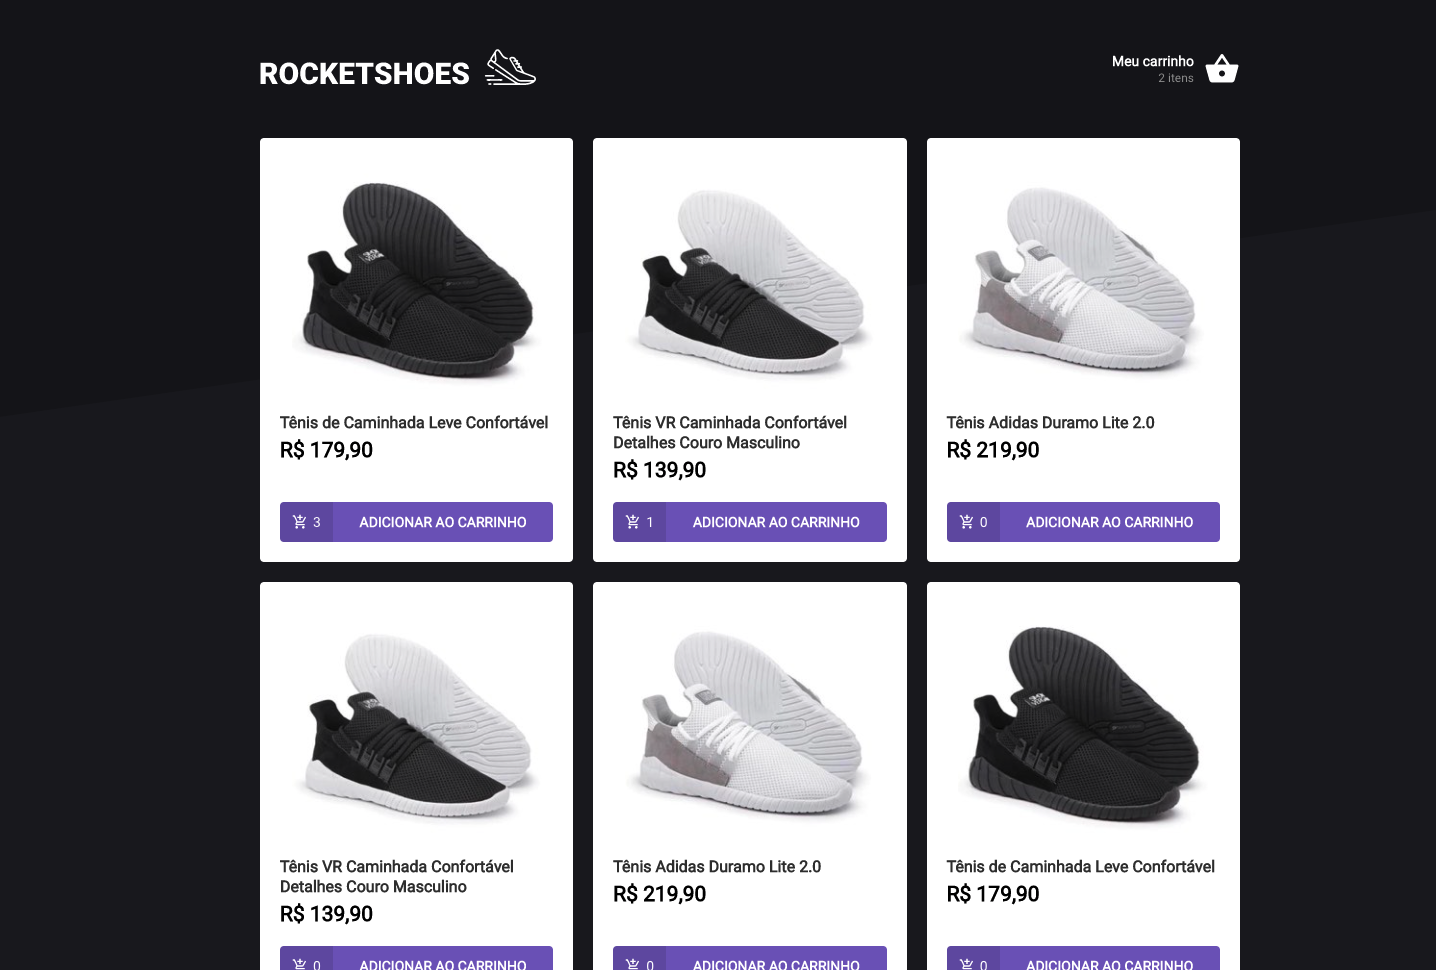 ROCKETSHOES
Meu carrinho
2 itens
Tênis de Caminhada Leve Confortável
R$ 179,90
3 ADICIONAR AO CARRINHO
Tênis VR Caminhada Confortável
Detalhes Couro Masculino
R$ 139,90
1 ADICIONAR AO CARRINHO
Tênis Adidas Duramo Lite 2.0
R$ 219,90
0 ADICIONAR AO CARRINHO
Tênis VR Caminhada Confortável
Detalhes Couro Masculino
R$ 139,90
0 ADICIONAR AO CARRINHO
Tênis Adidas Duramo Lite 2.0
R$ 219,90
0 ADICIONAR AO CARRINHO
Tênis de Caminhada Leve Confortável
R$ 179,90
0 ADICIONAR AO CARRINHO